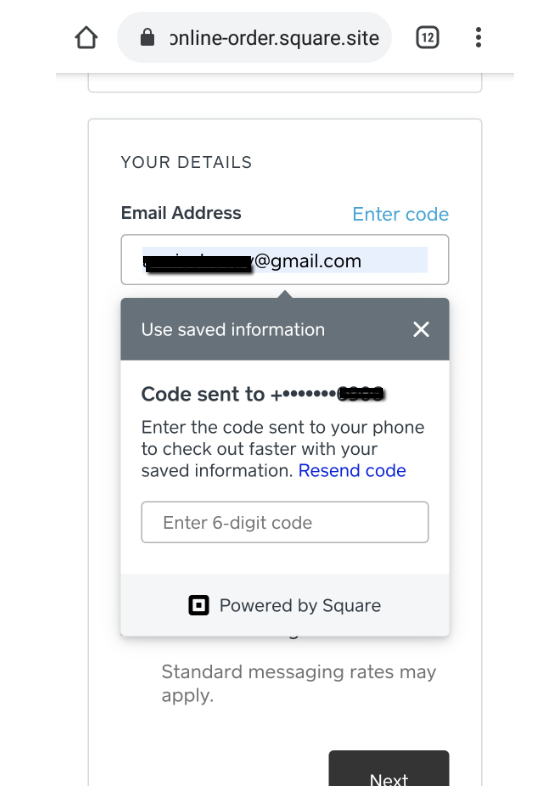 online-order.square.site
12
YOUR DETAILS
Email Address
Enter code
@gmail.com
Use saved information
Code sent to +•••••••
Enter the code sent to your phone
to check out faster with your
saved information. Resend code
Enter 6-digit code
Powered by Square
Standard messaging rates may
apply.
Next